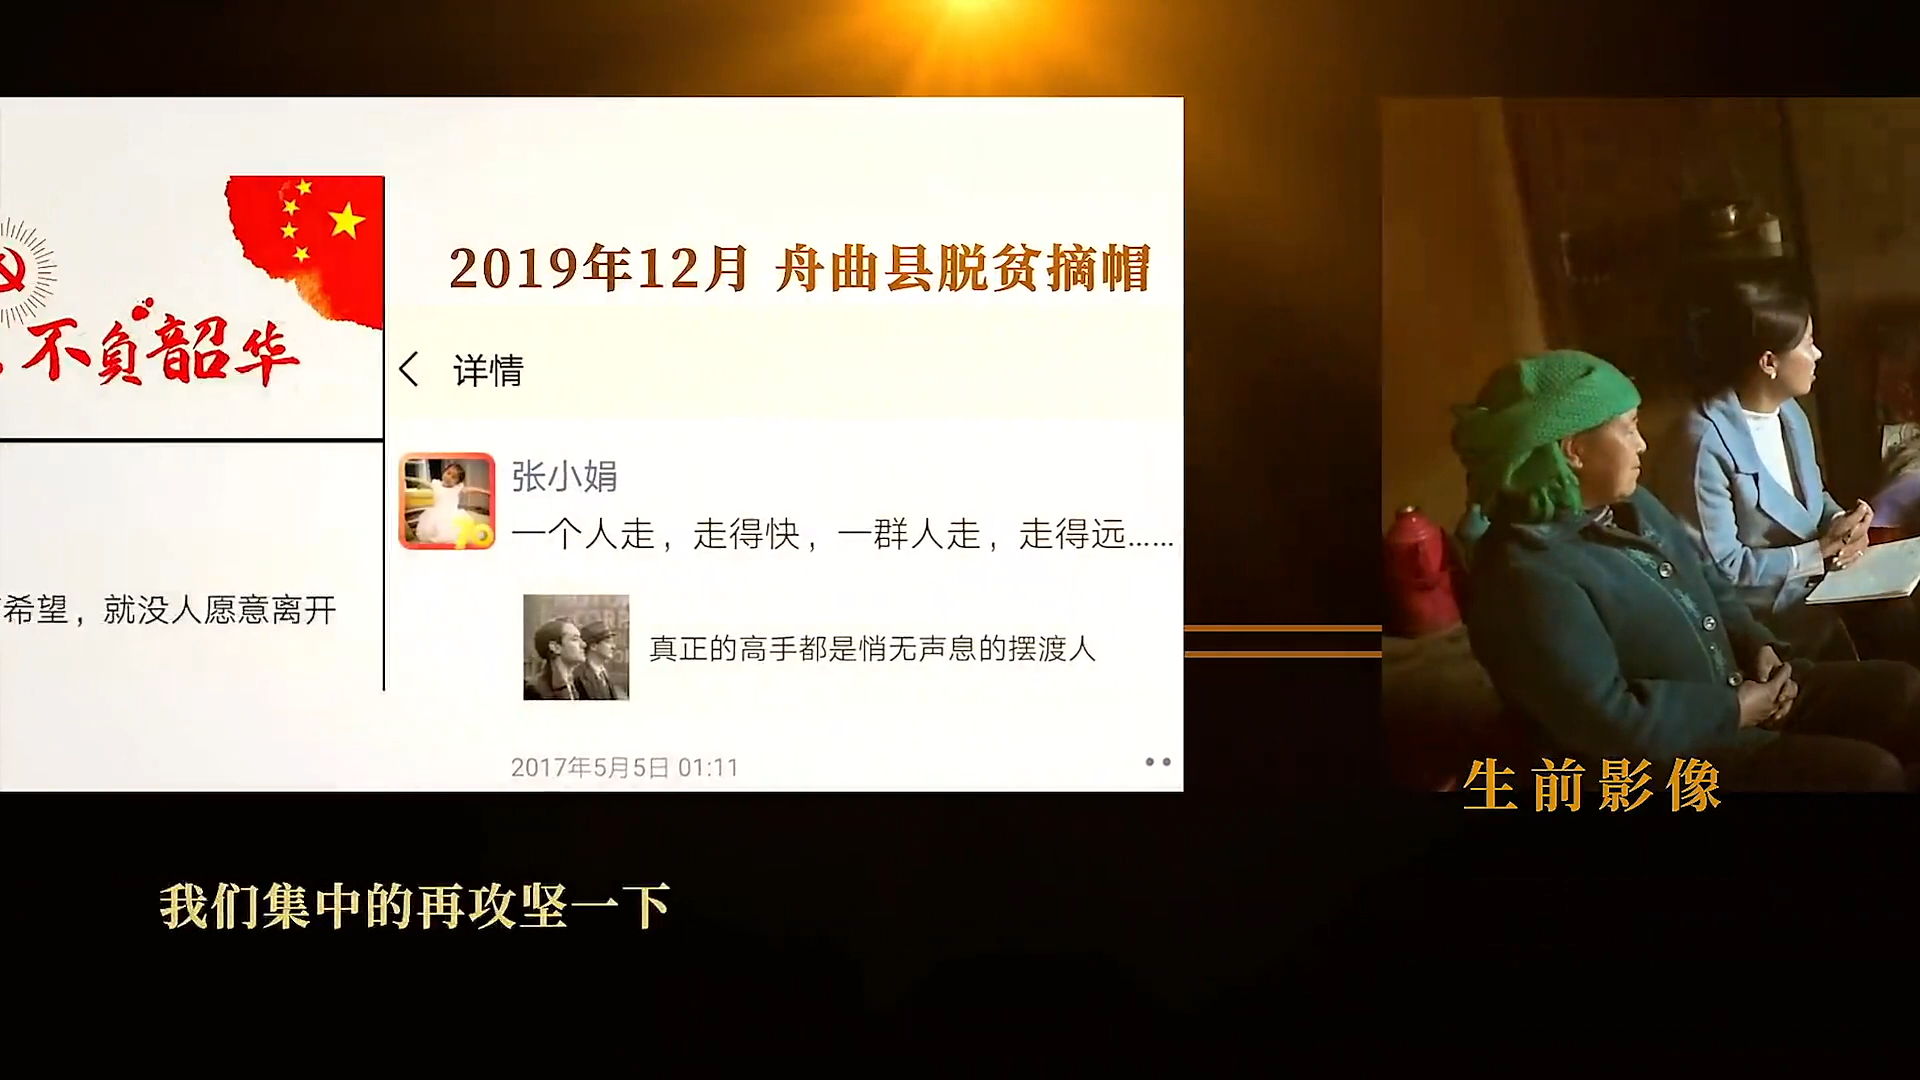 不负韶华
希望，就没人愿意离开
2019年12月 舟曲县脱贫摘帽
详情
张小娟
一个人走，走得快，一群人走，走得远……
真正的高手都是悄无声息的摆渡人
2017年5月5日 01:11
生前影像
我们集中的再攻坚一下